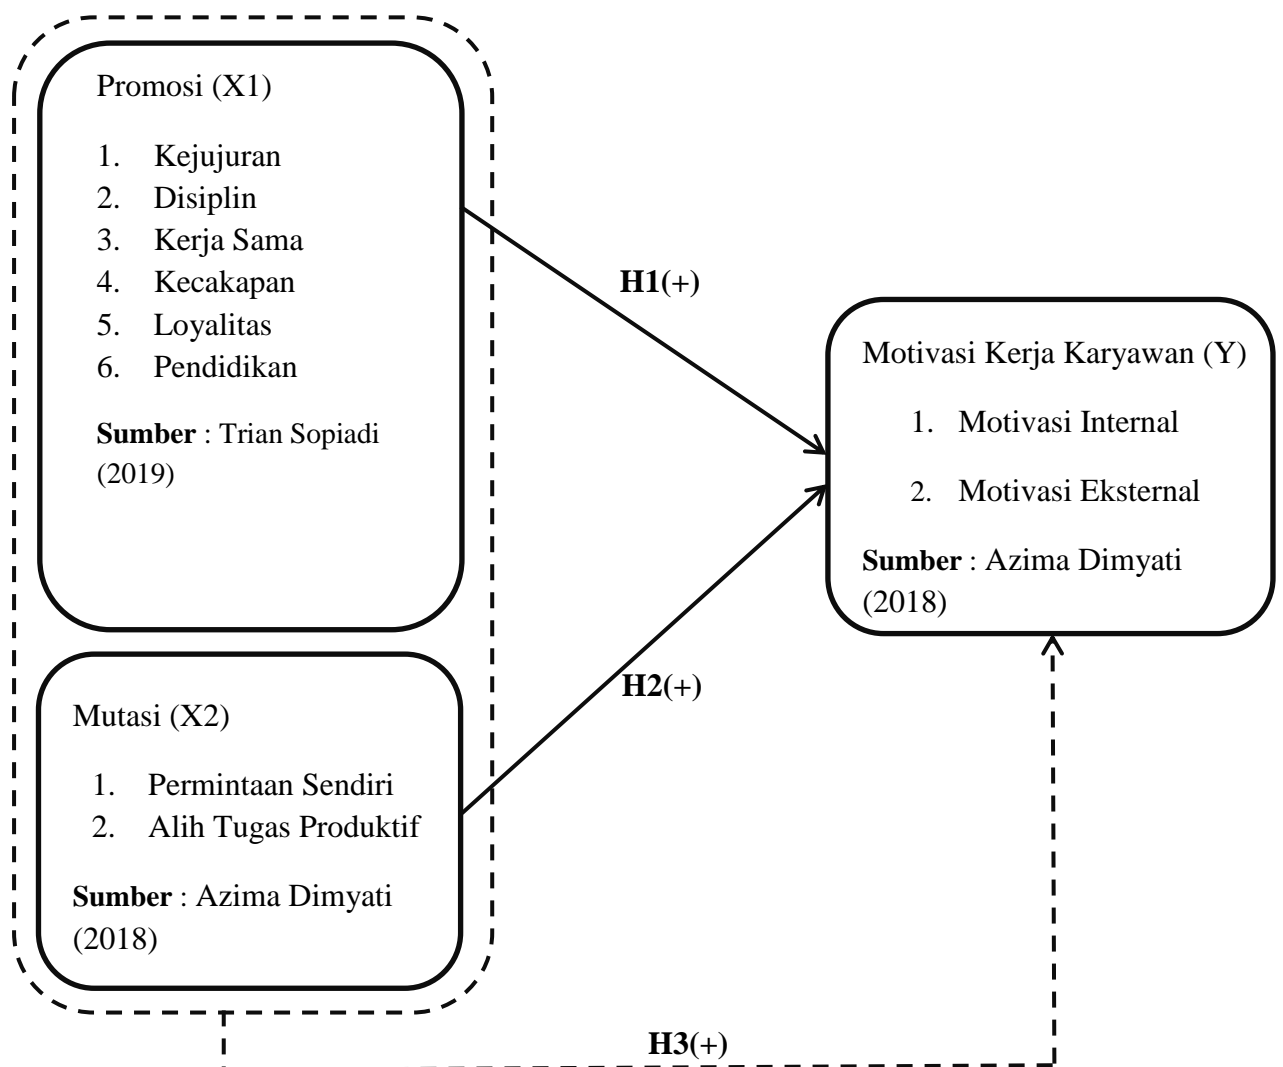 Promosi (X1)
1. Kejujuran
2. Disiplin
3. Kerja Sama
4. Kecakapan
5. Loyalitas
6. Pendidikan
Sumber : Trian Sopiadi
(2019)
H1(+)
Motivasi Kerja Karyawan (Y)
1. Motivasi Internal
2. Motivasi Eksternal
Sumber : Azima Dimyati
(2018)
H2(+)
Mutasi (X2)
1. Permintaan Sendiri
2. Alih Tugas Produktif
Sumber : Azima Dimyati
(2018)
H3(+)